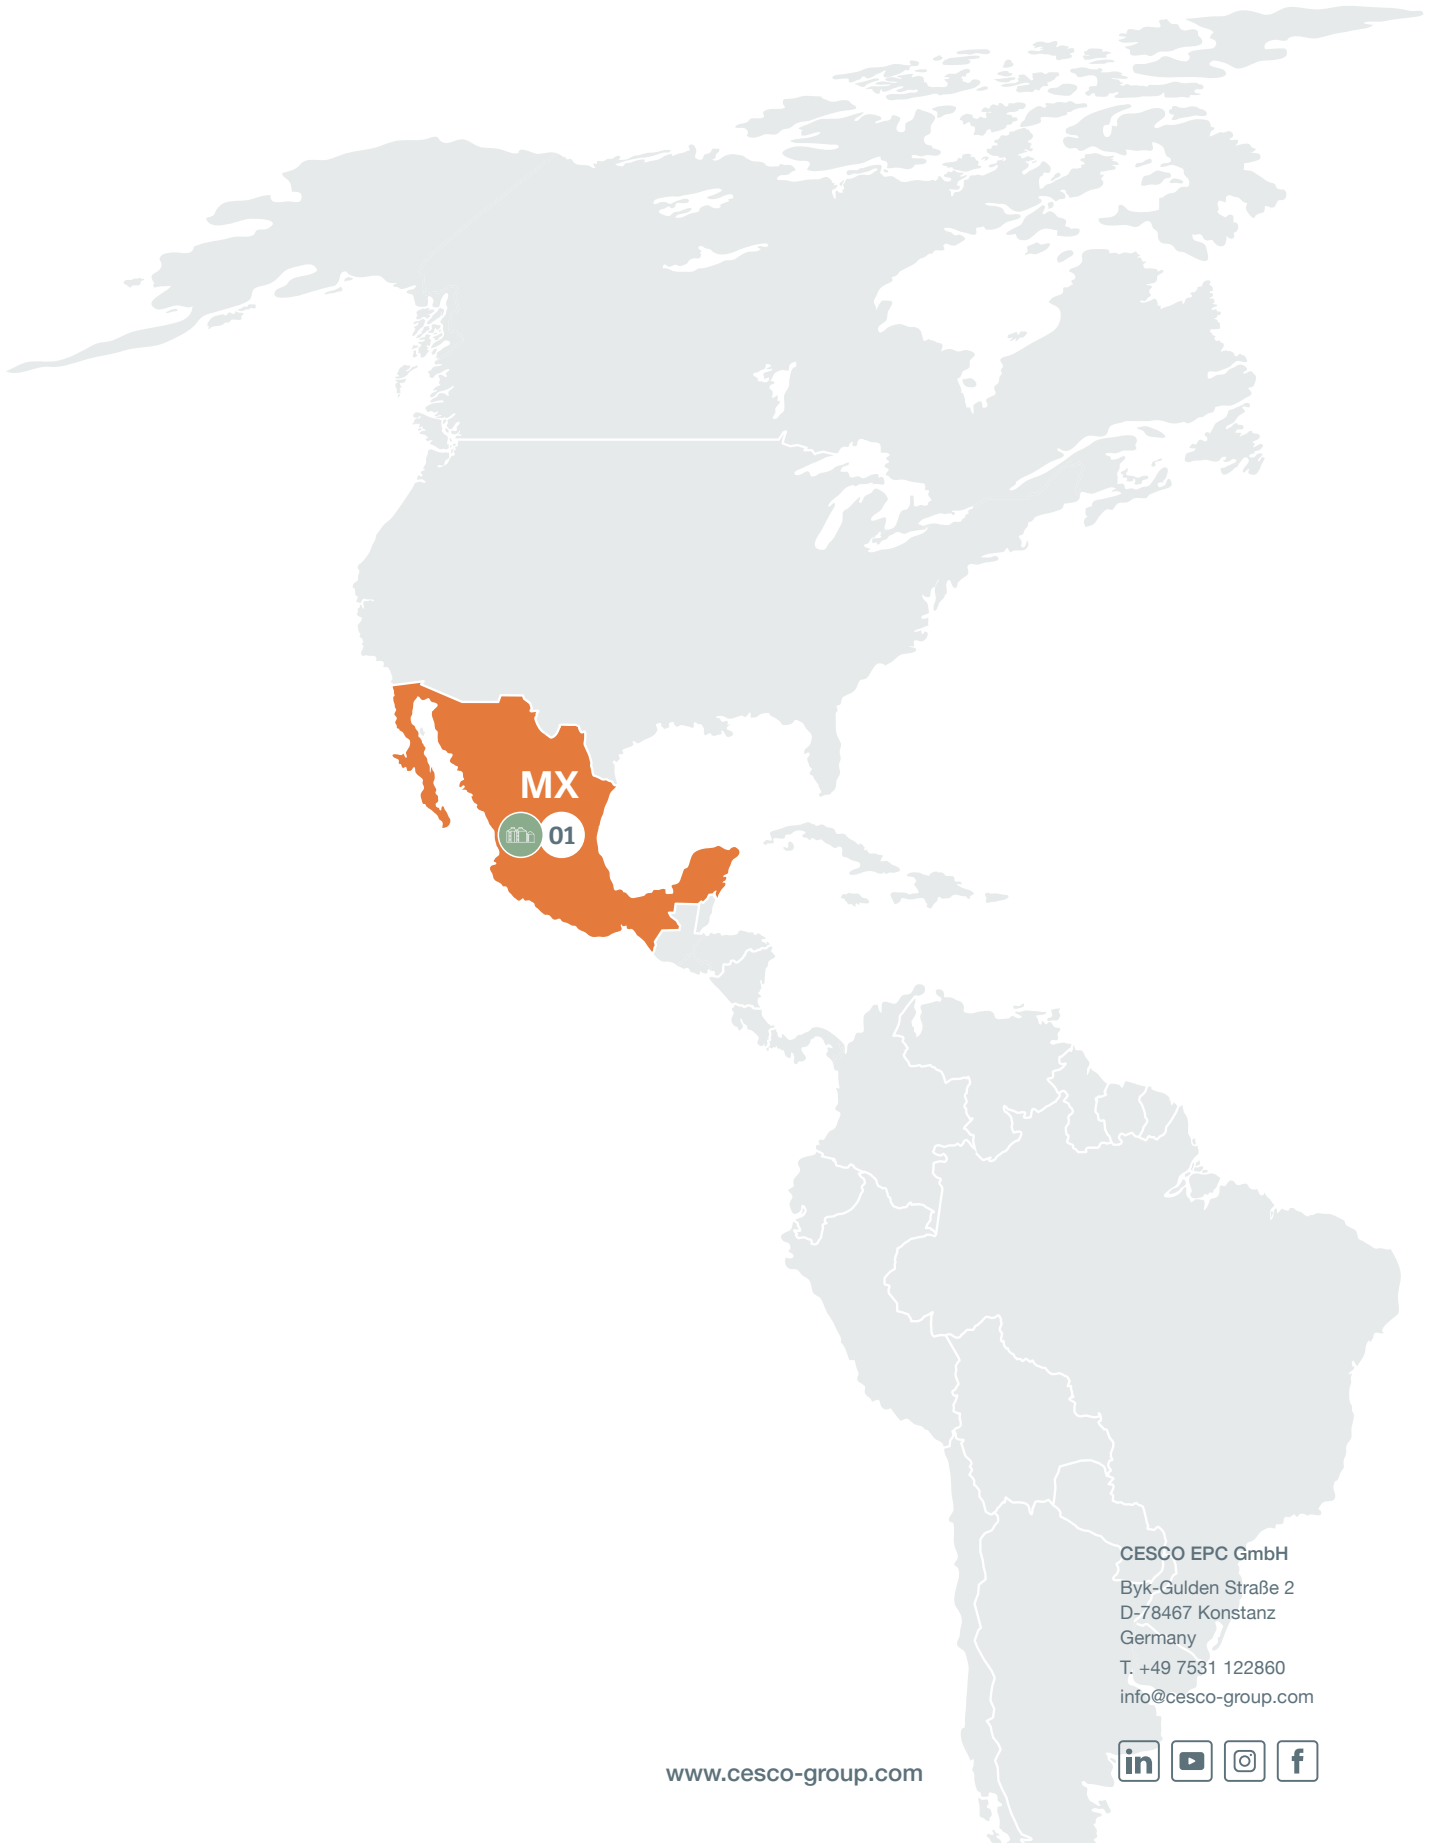 MX
01
CESCO EPC GmbH
Byk-Gulden Straße 2
D-78467 Konstanz
Germany
T. +49 7531 122860
info@cesco-group.com
www.cesco-group.com
in
f